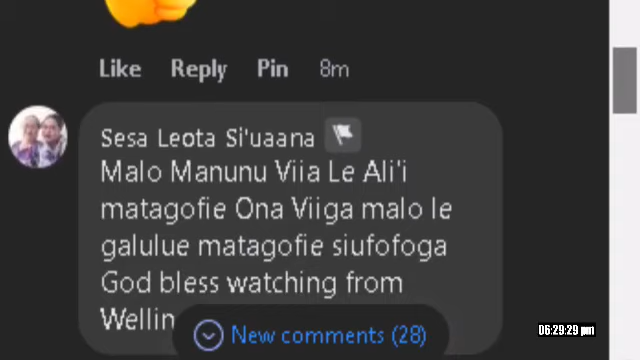 Like Reply Pin 8m
Sesa Leota Si'uaana
Malo Manunu Viia Le Ali'i
matagofie Ona Viiga malo le
galulue matagofie siufofoga
God bless watching from
Wellin
New comments (28)
06:29:29 pm